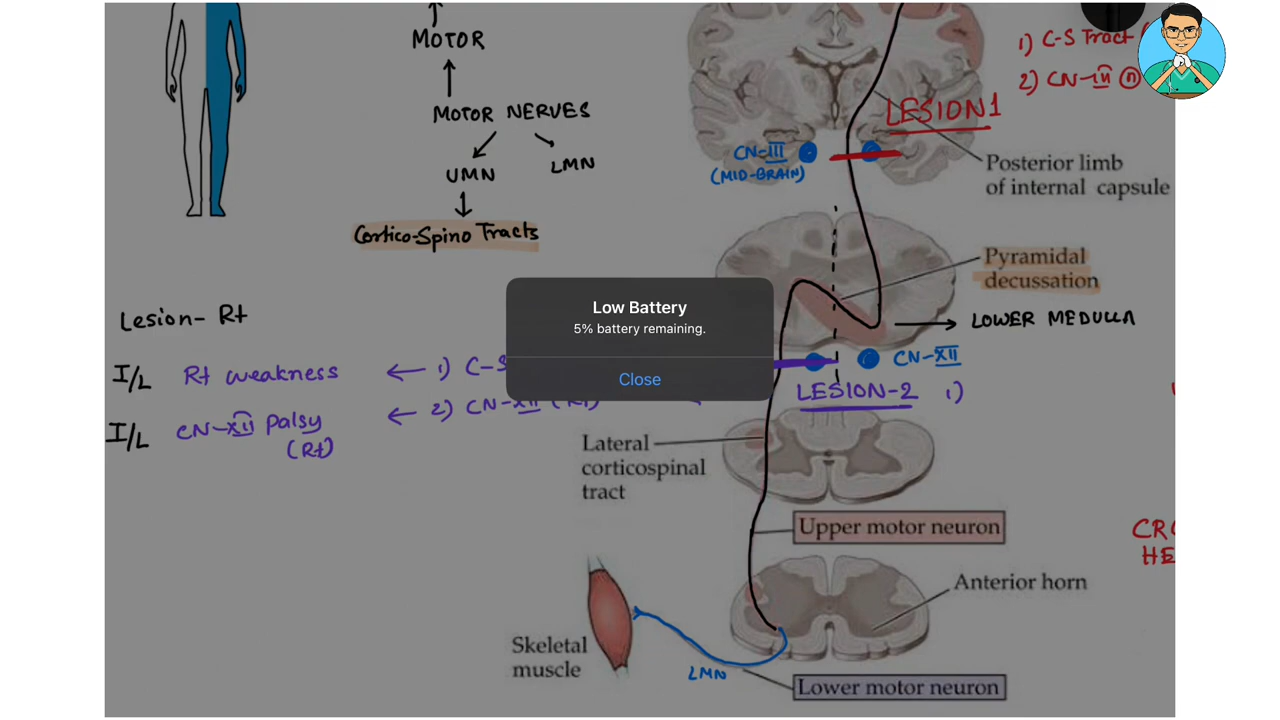 MOTOR
MOTOR NERVES
UMN
LMN
Cortico-Spino Tracts
1) C-S Tract
2) CN-III (n)
LESION 1
CN-III
(MID-BRAIN)
Posterior limb
of internal capsule
Pyramidal
decussation
LOWER MEDULLA
Low Battery
5% battery remaining.
Close
Lesion- Rt
I/L Rt weakness ← 1) C-S
I/L CN-XII Palsy ← 2) CN-XII (Rt)
(Rt)
CN-XII
LESION-2 1)
Lateral
corticospinal
tract
Upper motor neuron
Anterior horn
Skeletal
muscle
LMN
Lower motor neuron